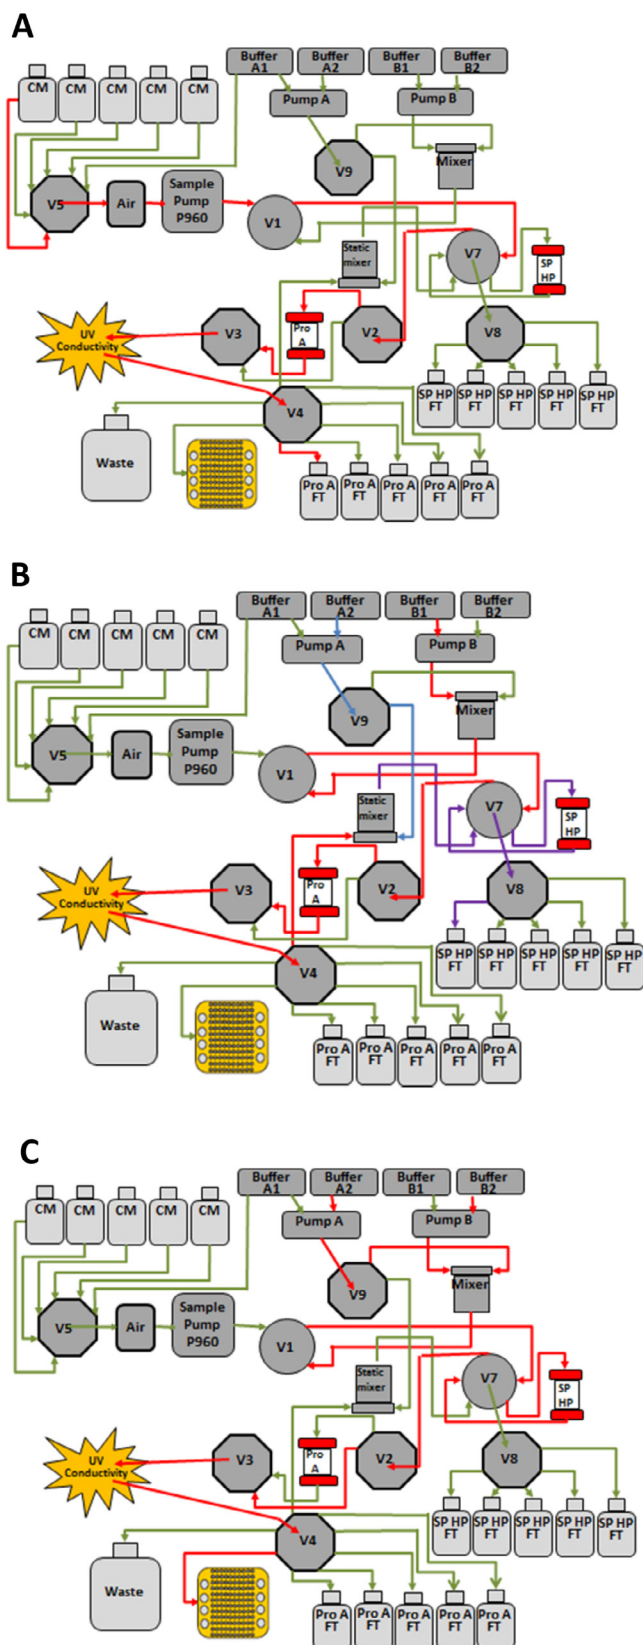 A
Buffer A1
Buffer A2
Buffer B1
Buffer B2
CM
CM
CM
CM
CM
Pump A
Pump B
V9
Mixer
V5
Air
Sample Pump P960
V1
Static mixer
V7
SP HP
UV Conductivity
V3
Pro A
V2
V8
V4
SP HP FT
SP HP FT
SP HP FT
SP HP FT
SP HP FT
Waste
Pro A FT
Pro A FT
Pro A FT
Pro A FT
Pro A FT
B
Buffer A1
Buffer A2
Buffer B1
Buffer B2
CM
CM
CM
CM
CM
Pump A
Pump B
V9
Mixer
V5
Air
Sample Pump P960
V1
Static mixer
V7
SP HP
UV Conductivity
V3
Pro A
V2
V8
V4
SP HP FT
SP HP FT
SP HP FT
SP HP FT
SP HP FT
Waste
Pro A FT
Pro A FT
Pro A FT
Pro A FT
Pro A FT
C
Buffer A1
Buffer A2
Buffer B1
Buffer B2
CM
CM
CM
CM
CM
Pump A
Pump B
V9
Mixer
V5
Air
Sample Pump P960
V1
Static mixer
V7
SP HP
UV Conductivity
V3
Pro A
V2
V8
V4
SP HP FT
SP HP FT
SP HP FT
SP HP FT
SP HP FT
Waste
Pro A FT
Pro A FT
Pro A FT
Pro A FT
Pro A FT